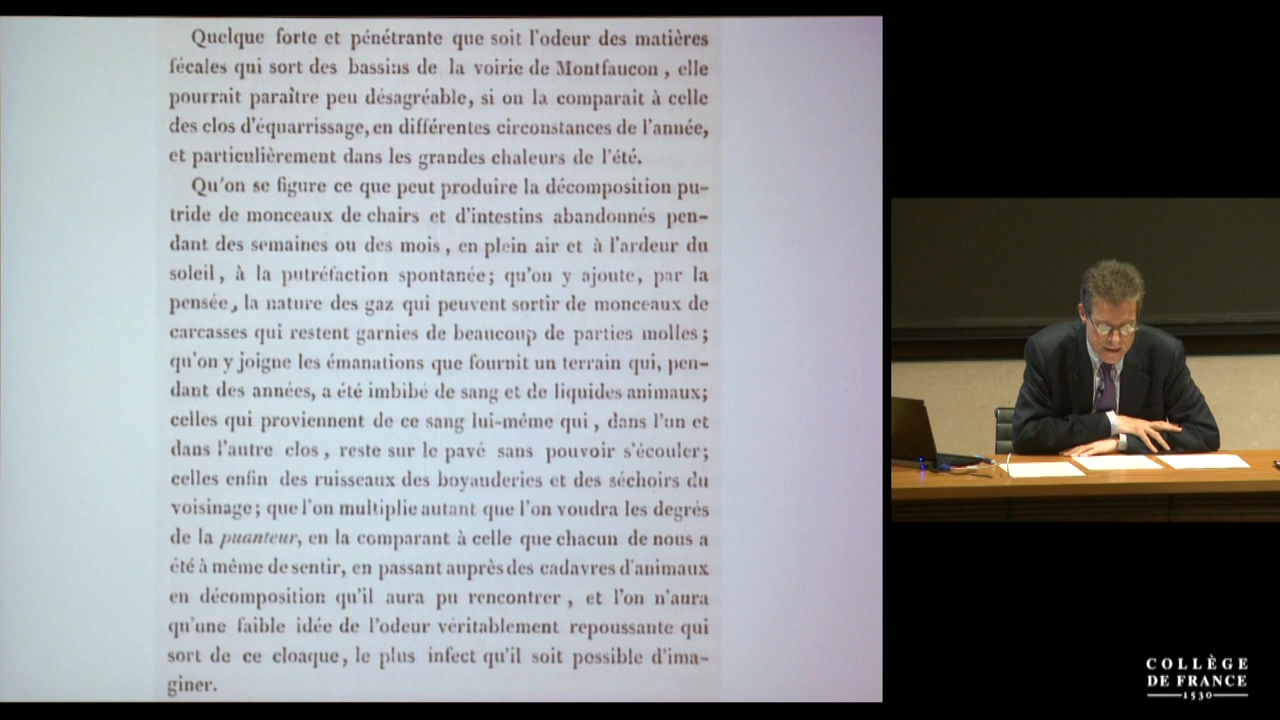 Quelque forte et pénétrante que soit l'odeur des matières
fécales qui sort des bassins de la voirie de Montfaucon, elle
pourrait paraître peu désagréable, si on la comparait à celle
des clos d'équarrissage, en différentes circonstances de l'année,
et particulièrement dans les grandes chaleurs de l'été.
Qu'on se figure ce que peut produire la décomposition pu-
tride de monceaux de chairs et d'intestins abandonnés pen-
dant des semaines ou des mois, en plein air et à l'ardeur du
soleil, à la putréfaction spontanée; qu'on y ajoute, par la
pensée, la nature des gaz qui peuvent sortir de monceaux de
carcasses qui restent garnies de beaucoup de parties molles;
qu'on y joigne les émanations que fournit un terrain qui, pen-
dant des années, a été imbibé de sang et de liquides animaux;
celles qui proviennent de ce sang lui-même qui, dans l'un et
dans l'autre clos, reste sur le pavé sans pouvoir s'écouler;
celles enfin des ruisseaux des boyauderies et des séchoirs du
voisinage; que l'on multiplie autant que l'on voudra les degrés
de la puanteur, en la comparant à celle que chacun de nous a
été à même de sentir, en passant auprès des cadavres d'animaux
en décomposition qu'il aura pu rencontrer, et l'on n'aura
qu'une faible idée de l'odeur véritablement repoussante qui
sort de ce cloaque, le plus infect qu'il soit possible d'ima-
giner.
COLLÈGE
DE FRANCE
1530